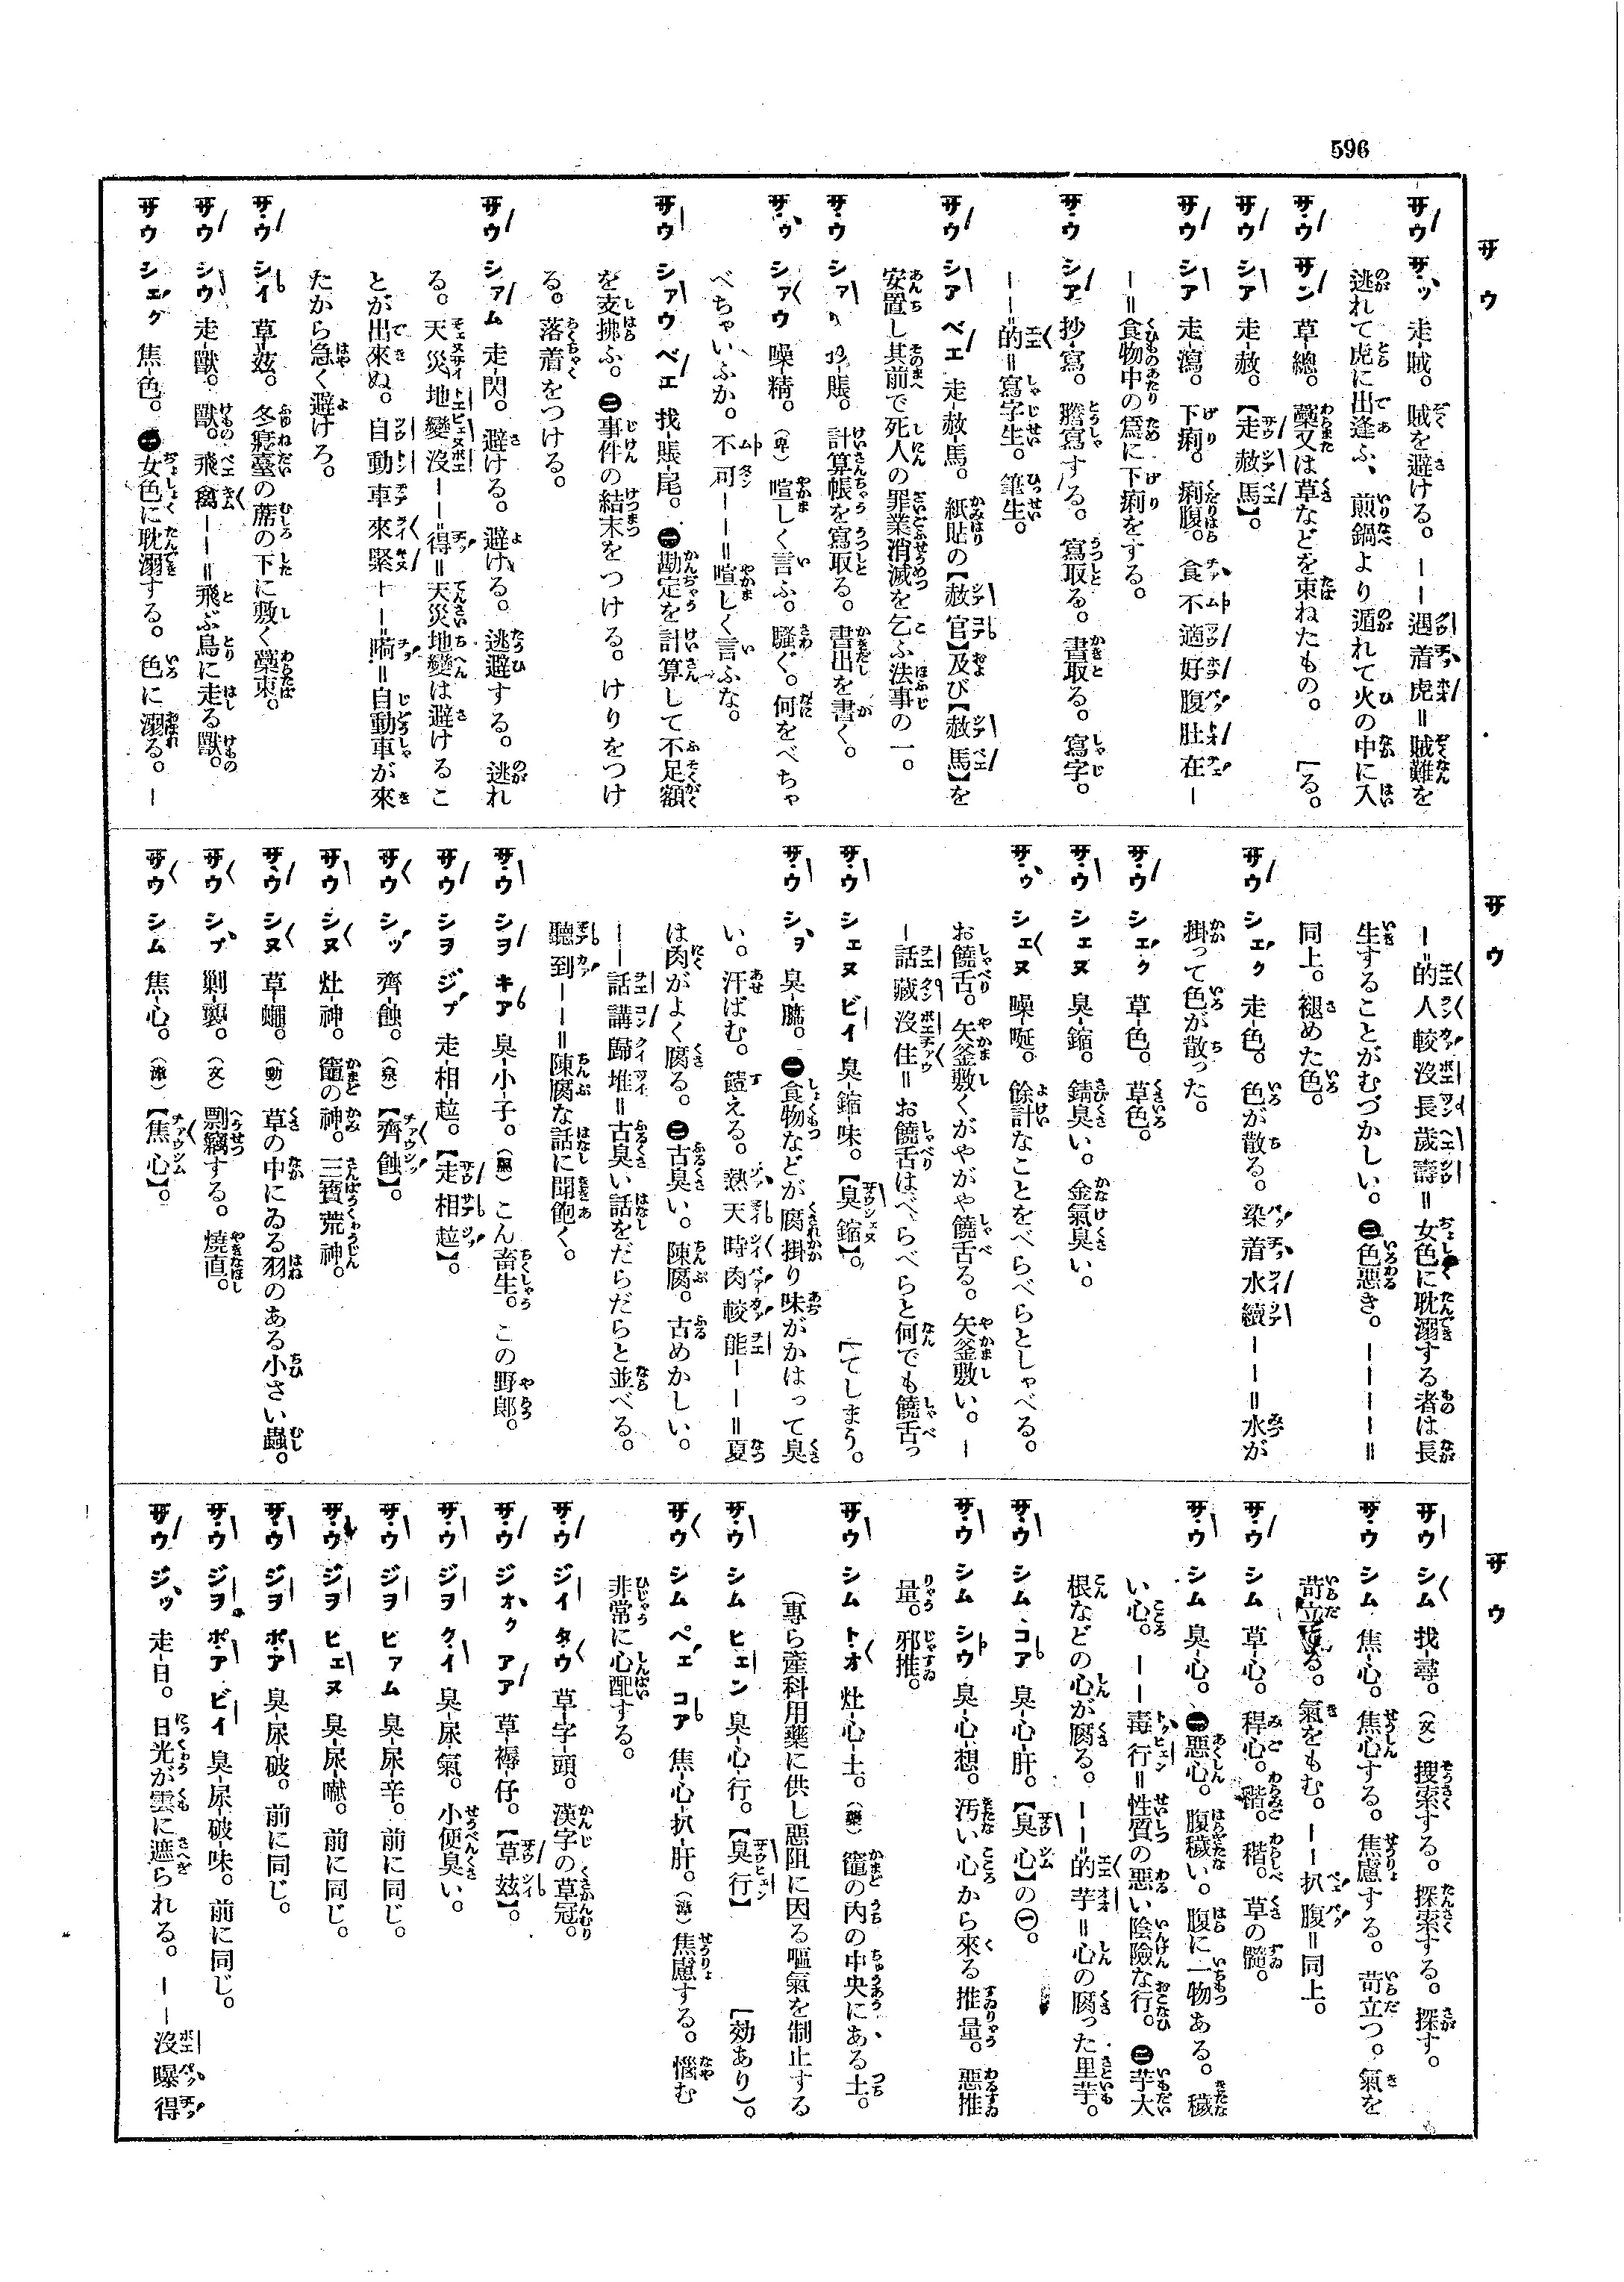 596
サウ
サウ サッ 走-賊。賊を避ける。――遇着虎＝賊難を
逃れて虎に出逢ふ、煎鍋より遁れて火の中に入
サウ サン 草-總。藁又は草などを束ねたもの。 ［る。
サウ シア 走-赦。【走赦馬】。
サウ シア 走-瀉。下痢。痢腹。食不適好腹肚在―
―＝食物中の爲に下痢をする。
サウ シア 抄-寫。謄寫する。寫取る。書取る。寫字。
――的＝寫字生。筆生。
サウ シア ベエ 走-赦-馬。紙貼の【赦官】及び【赦馬】を
安置し其前で死人の罪業消滅を乞ふ法事の一。
サウ シア 賬。計算帳を寫取る。書出を書く。
サウ シアウ 噪-精。（卑）喧しく言ふ。騷ぐ。何をべちゃ
べちゃいふか。不可――＝喧しく言ふな。
サウ シアウ ベエ 找-賬-尾。㊀勘定を計算して不足額
を支拂ふ。㊁事件の結末をつける。けりをつけ
る。落着をつける。
サウ シアム 走-閃。避ける。避ける。逃避する。逃れ
る。天災地變沒――得＝天災地變は避けるこ
とが出來ぬ。自動車來緊――嗬＝自動車が來
たから急く避けろ。
サウ シイ 草-玆。冬寢臺の蓆の下に敷く藁束。
サウ シウ 走-獸。獸。飛禽――＝飛ぶ鳥に走る獸。
サウ シェク 焦-色。㊀女色に耽溺する。色に溺る。―
サウ
―＝的人較沒長歲壽＝女色に耽溺する者は長
生することがむづかしい。㊁色惡き。――――＝
同上。褪めた色。
サウ シェク 走-色。色が散る。染着水續――＝水が
掛って色が散った。
サウ シェク 草-色。草色。
サウ シェヌ 臭-鏥。錆臭い。金氣臭い。
サウ シェヌ 噪-唌。餘計なことをべらべらとしゃべる。
お饒舌。矢釜敷くがやがや饒舌る。矢釜敷い。―
―話藏沒住＝お饒舌はべらべらと何でも饒舌っ
サウ シェヌ ビイ 臭-鏥-味。【臭鏥】。 ［てしまう。
サウ シヲ 臭-臊。㊀食物などが腐掛り味がかはって臭
い。汗ばむ。饐える。熱天時肉較能――＝夏
は肉がよく腐る。㊁古臭い。陳腐。古めかしい。
――話講歸堆＝古臭い話をだらだらと並べる。
聽到――＝陳腐な話に聞飽く。
サウ シヲ キア 臭-小-子。（罵）こん畜生。この野郎。
サウ シヲ ジプ 走-相-趆。【走相趆】。
サウ シッ 齊-蝕。（泉）【齊蝕】。
サウ シヌ 灶-神。竈の神。三寶荒神。
サウ シヌ 草-蠅。（動）草の中にゐる羽のある小さい蟲。
サウ シプ 剿-襲。（文）剽竊する。燒直。
サウ シム 焦-心。（漳）【焦心】。
サウ
サウ シム 找-尋。（文）搜索する。探索する。探す。
サウ シム 焦-心。焦心する。焦慮する。苛立つ。氣を
苛立てる。氣をもむ。――扒腹＝同上。
サウ シム 草-心。稈心。稭。稭。草の髓。
サウ シム 臭-心。㊀惡心。腹穢い。腹に一物ある。穢
い心。――毒行＝性質の惡い陰險な行。㊁芋大
根などの心が腐る。――＝的芋＝心の腐った里芋。
サウ シム コア 臭-心-肝。【臭心】の㊀。
サウ シム シウ 臭-心-想。汚い心から來る推量。惡推
量。邪推。
サウ シム トオ 灶-心-土。（藥）竈の內の中央にある土。
（專ら產科用藥に供し惡阻に因る嘔氣を制止する
サウ シム ヒェン 臭-心-行。【臭行】 ［効あり）。
サウ シム ペェ コア 焦-心-扒-肝。（漳）焦慮する。惱む
非常に心配する。
サウ ジイ タウ 草-字-頭。漢字の草冠。
サウ ジオク アア 草-褥-仔。【草玆】。
サウ ジヲ クイ 臭-尿-氣。小便臭い。
サウ ジヲ ビァム 臭-尿-辛。前に同じ。
サウ ジヲ ヒェヌ 臭-尿-嚱。前に同じ。
サウ ジヲ ポア 臭-尿-破。前に同じ。
サウ ジヲ ポア ビイ 臭-尿-破-味。前に同じ。
サウ ジッ 走-日。日光が雲に遮られる。――沒曝得